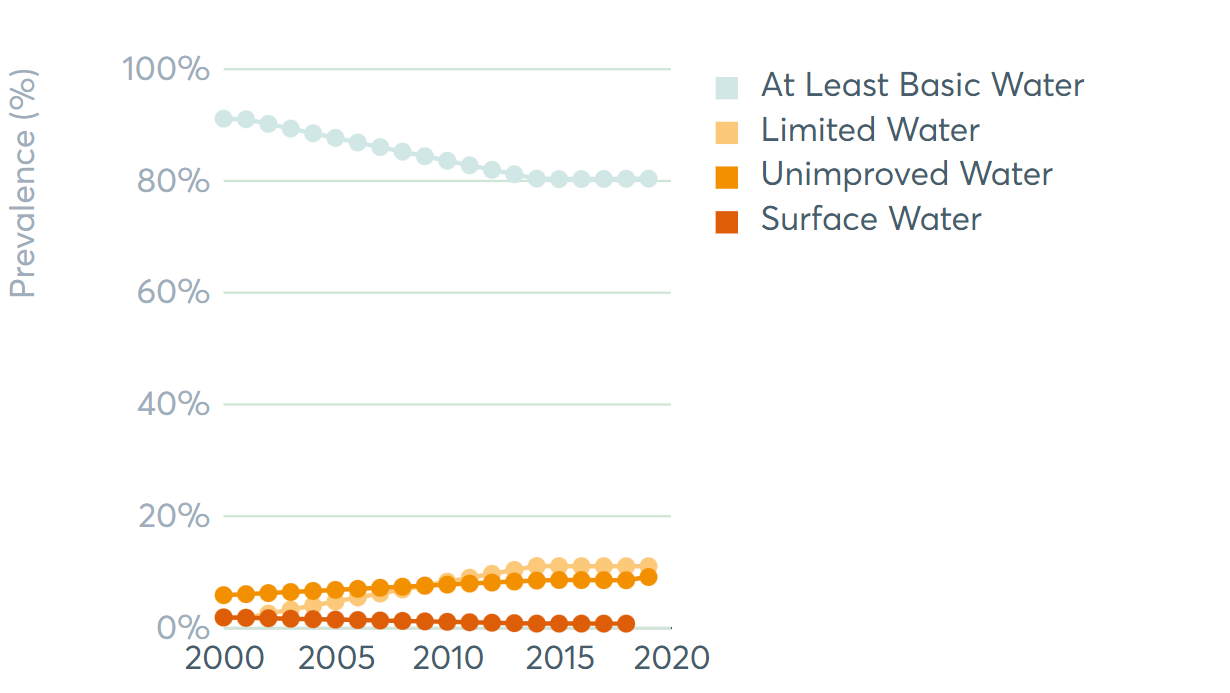 Prevalence (%)
100%
80%
60%
40%
20%
0%
2000 2005 2010 2015 2020
At Least Basic Water
Limited Water
Unimproved Water
Surface Water